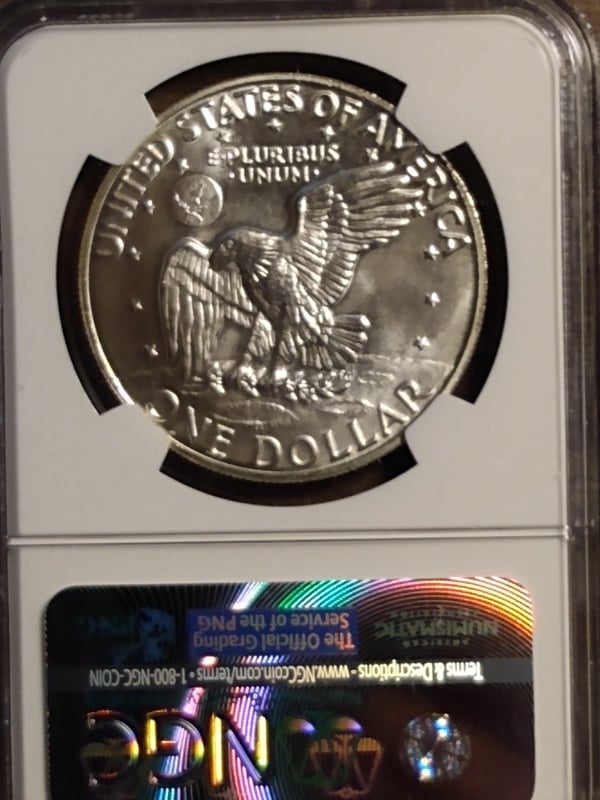 UNITED STATES OF AMERICA
E PLURIBUS
·UNUM·
ONE DOLLAR
NGC
Terms & Descriptions - www.NGCcoin.com/terms • 1-800-NGC-COIN
The Official Grading
Service of the PNG
AMERICAN
NUMISMATIC
ASSOCIATION
PNG